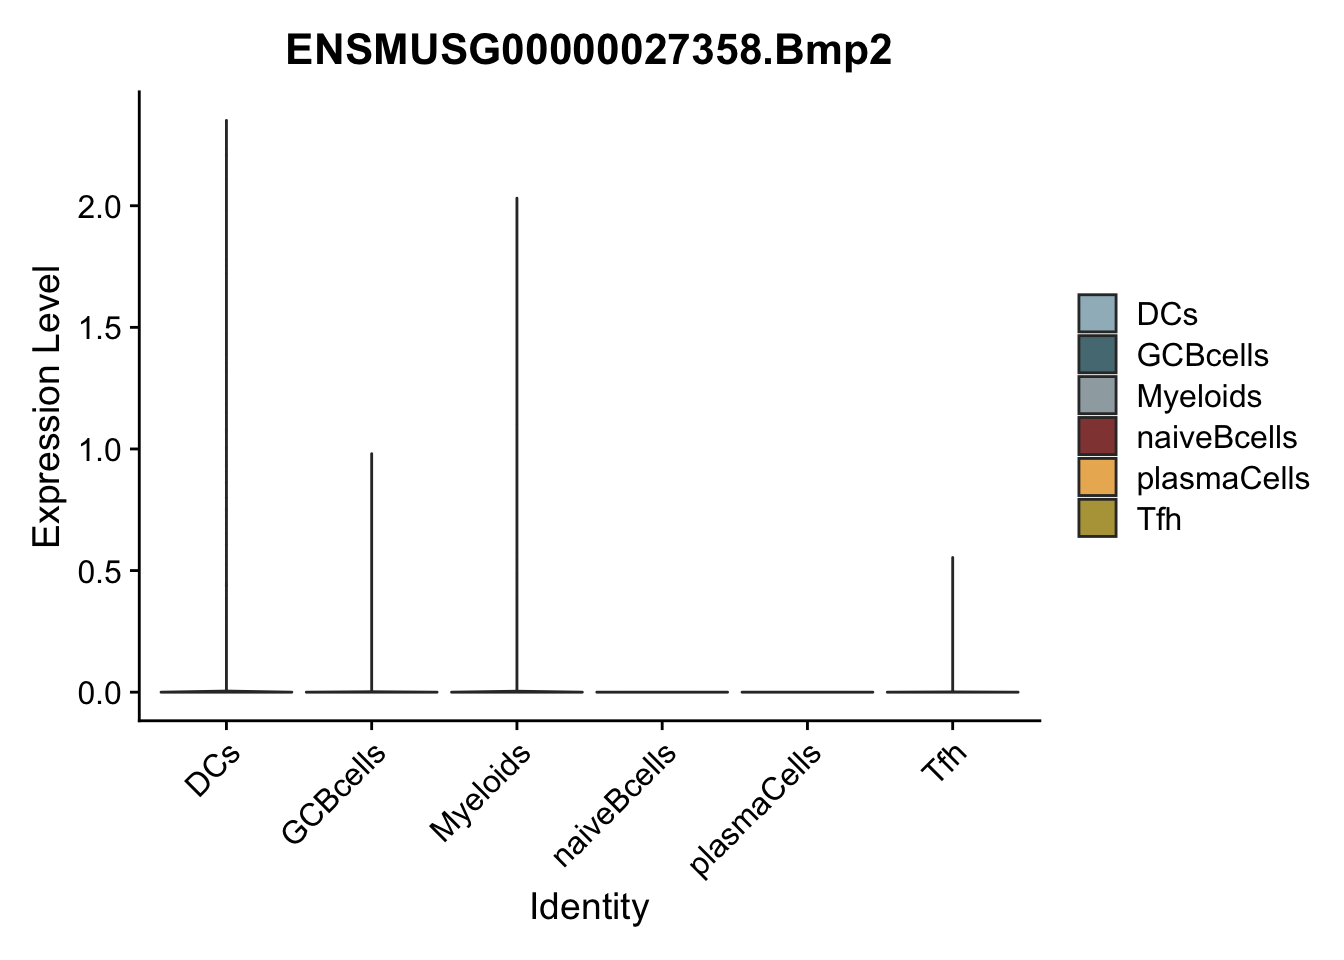 ENSMUSG00000027358.Bmp2
Expression Level
2.0
1.5
1.0
0.5
0.0
DCs
GCBcells
Myeloids
naiveBcells
plasmaCells
Tfh
Identity
DCs
GCBcells
Myeloids
naiveBcells
plasmaCells
Tfh